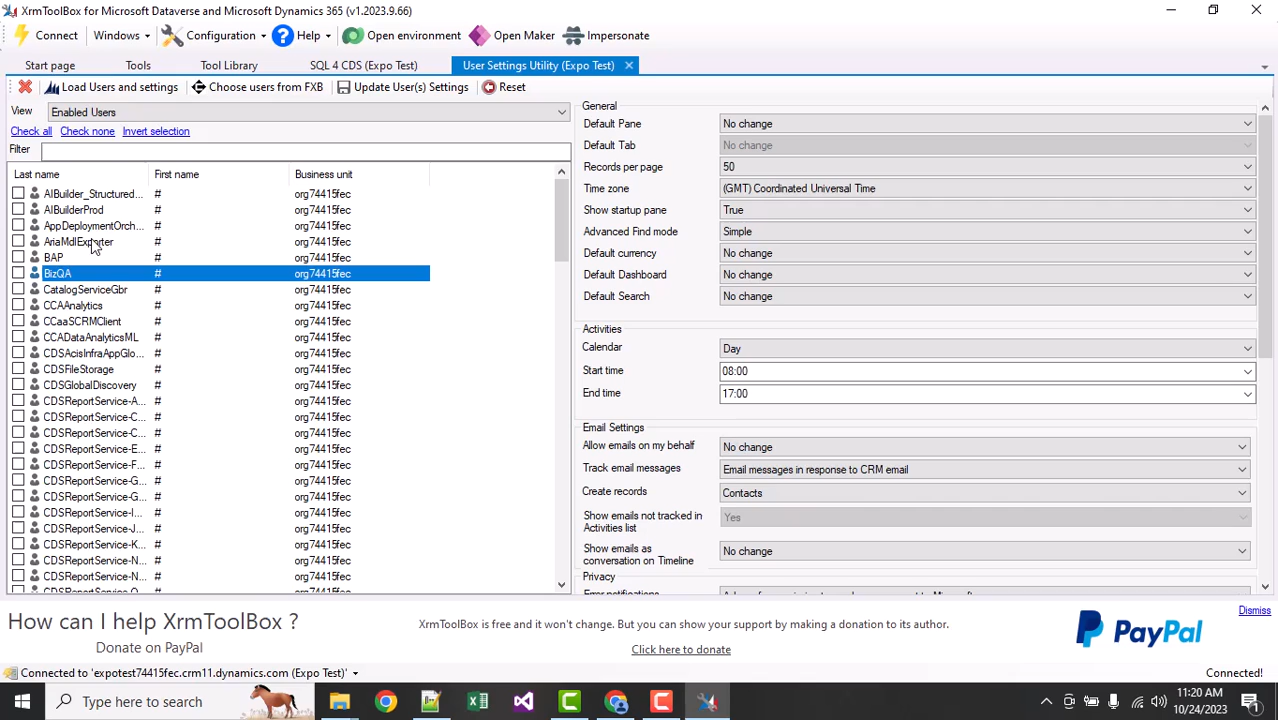 XrmToolBox for Microsoft Dataverse and Microsoft Dynamics 365 (v1.2023.9.66)
Connect Windows Configuration Help Open environment Open Maker Impersonate
Start page Tools Tool Library SQL 4 CDS (Expo Test) User Settings Utility (Expo Test)
Load Users and settings Choose users from FXB Update User(s) Settings Reset
View Enabled Users
Check all Check none Invert selection
Filter
Last name First name Business unit
AIBuilder_Structured... # org74415fec
AIBuilderProd # org74415fec
AppDeploymentOrch... # org74415fec
AriaMdlExporter # org74415fec
BAP # org74415fec
BizQA # org74415fec
CatalogServiceGbr # org74415fec
CCAAnalytics # org74415fec
CCaaSCRMClient # org74415fec
CCADataAnalyticsML # org74415fec
CDSAcisInfraAppGlo... # org74415fec
CDSFileStorage # org74415fec
CDSGlobalDiscovery # org74415fec
CDSReportService-A... # org74415fec
CDSReportService-C... # org74415fec
CDSReportService-C... # org74415fec
CDSReportService-E... # org74415fec
CDSReportService-F... # org74415fec
CDSReportService-G... # org74415fec
CDSReportService-G... # org74415fec
CDSReportService-I... # org74415fec
CDSReportService-J... # org74415fec
CDSReportService-K... # org74415fec
CDSReportService-N... # org74415fec
CDSReportService-N... # org74415fec
General
Default Pane No change
Default Tab No change
Records per page 50
Time zone (GMT) Coordinated Universal Time
Show startup pane True
Advanced Find mode Simple
Default currency No change
Default Dashboard No change
Default Search No change
Activities
Calendar Day
Start time 08:00
End time 17:00
Email Settings
Allow emails on my behalf No change
Track email messages Email messages in response to CRM email
Create records Contacts
Show emails not tracked in
Activities list Yes
Show emails as
conversation on Timeline No change
Privacy
Error notifications
How can I help XrmToolBox ?
Donate on PayPal
XrmToolBox is free and it won't change. But you can show your support by making a donation to its author.
Click here to donate
PayPal
Dismiss
Connected to 'expotest74415fec.crm11.dynamics.com (Expo Test)' Connected!
Type here to search
11:20 AM
10/24/2023
1